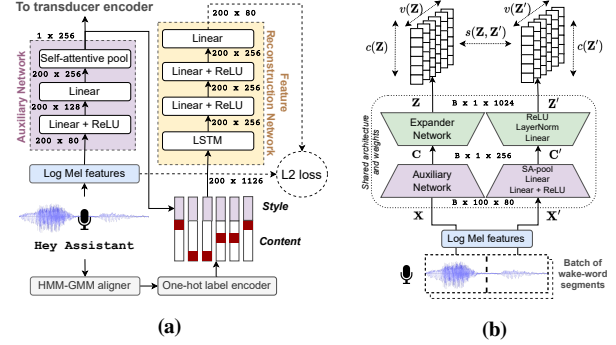 To transducer encoder
1 x 256
Self-attentive pool
200 x 256
Linear
200 x 128
Linear + ReLU
200 x 80
Auxiliary Network
Log Mel features
Hey Assistant
HMM-GMM aligner
One-hot label encoder
200 x 80
Linear
200 x 256
Linear + ReLU
200 x 256
Linear + ReLU
200 x 256
LSTM
Feature
Reconstruction Network
L2 loss
200 x 1126
Style
Content
(a)
v(Z)
v(Z')
c(Z)
s(Z, Z')
c(Z')
Z
B x 1 x 1024
Z'
Expander
Network
ReLU
LayerNorm
Linear
C
B x 1 x 256
C'
Auxiliary
Network
SA-pool
Linear
Linear + ReLU
Shared architecture
and weights
X
B x 100 x 80
X'
Log Mel features
Batch of
wake-word
segments
(b)